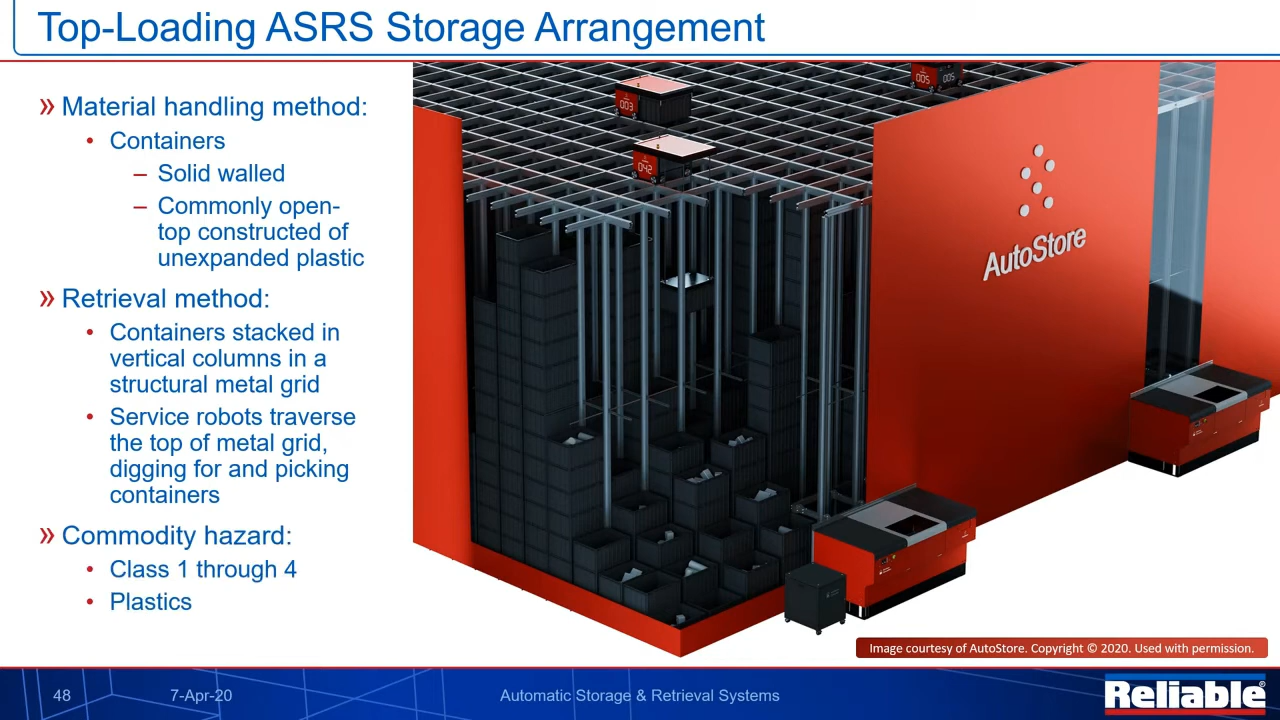 Top-Loading ASRS Storage Arrangement
» Material handling method:
• Containers
– Solid walled
– Commonly open-
top constructed of
unexpanded plastic
» Retrieval method:
• Containers stacked in
vertical columns in a
structural metal grid
• Service robots traverse
the top of metal grid,
digging for and picking
containers
» Commodity hazard:
• Class 1 through 4
• Plastics
003
005
005
042
AutoStore
Image courtesy of AutoStore. Copyright © 2020. Used with permission.
48
7-Apr-20
Automatic Storage & Retrieval Systems
Reliable®